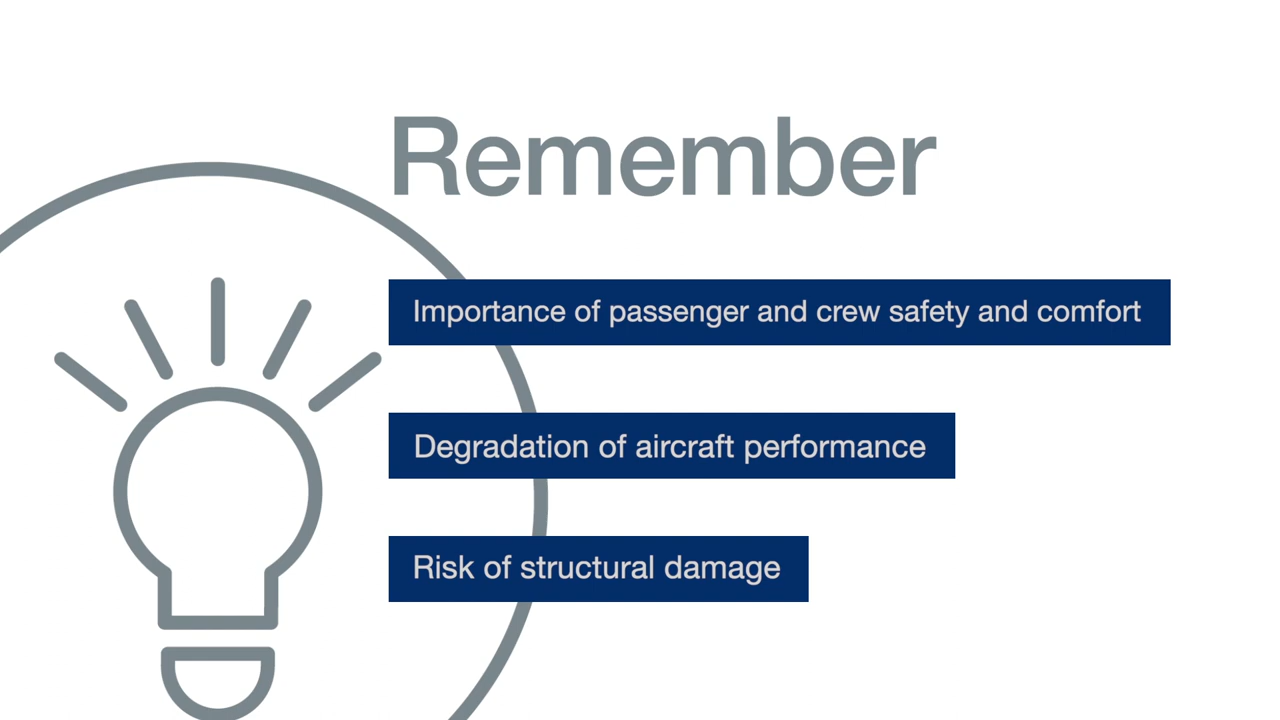 Remember
Importance of passenger and crew safety and comfort
Degradation of aircraft performance
Risk of structural damage